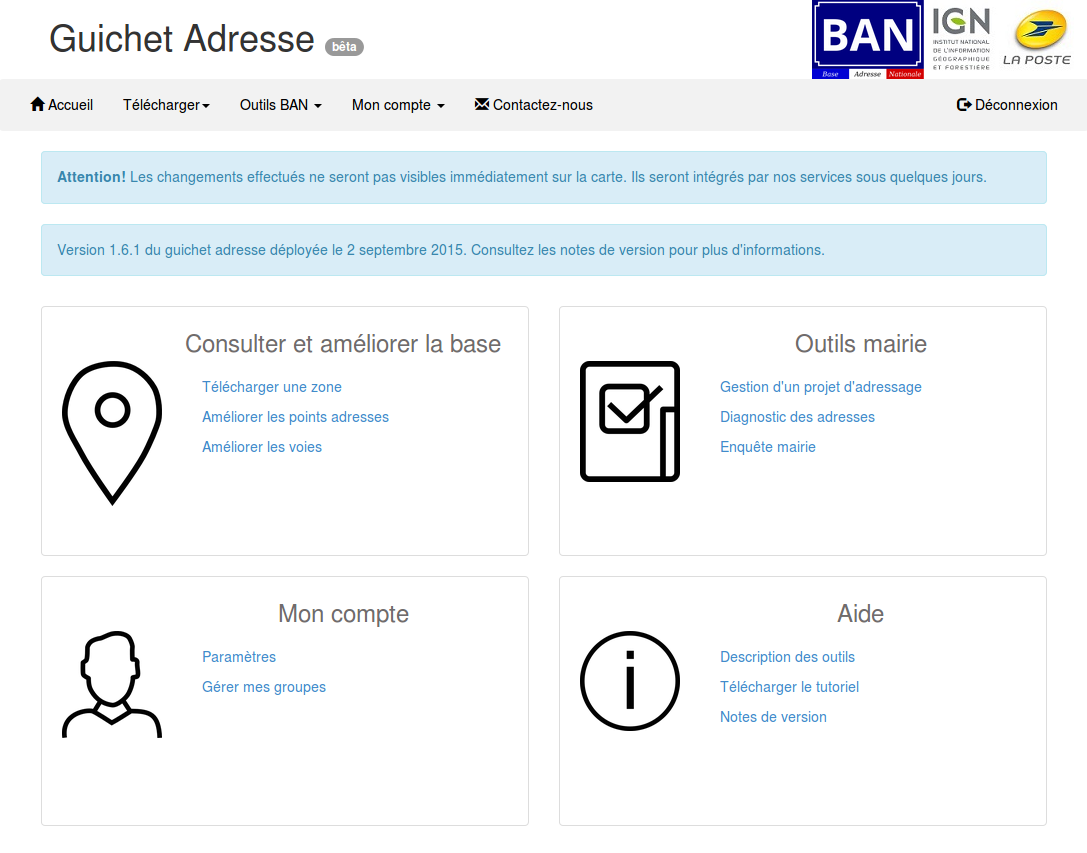 Guichet Adresse bêta
BAN
Base Adresse Nationale
IGN
INSTITUT NATIONAL
DE L'INFORMATION
GÉOGRAPHIQUE
ET FORESTIÈRE
LA POSTE
Accueil Télécharger Outils BAN Mon compte Contactez-nous Déconnexion
Attention! Les changements effectués ne seront pas visibles immédiatement sur la carte. Ils seront intégrés par nos services sous quelques jours.
Version 1.6.1 du guichet adresse déployée le 2 septembre 2015. Consultez les notes de version pour plus d'informations.
Consulter et améliorer la base
Télécharger une zone
Améliorer les points adresses
Améliorer les voies
Outils mairie
Gestion d'un projet d'adressage
Diagnostic des adresses
Enquête mairie
Mon compte
Paramètres
Gérer mes groupes
Aide
Description des outils
Télécharger le tutoriel
Notes de version